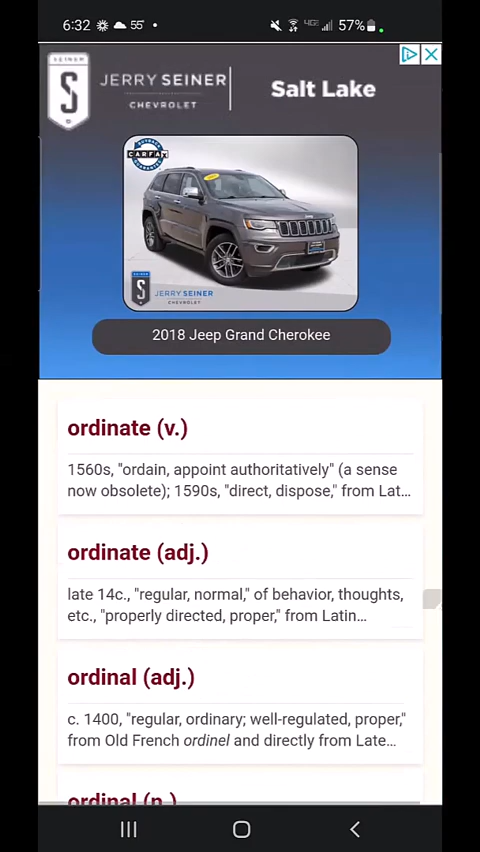 6:32 55° 57%
SEINER
S
JERRY SEINER
CHEVROLET
Salt Lake
CARFAX
SEINER
S
JERRY SEINER
CHEVROLET
2018 Jeep Grand Cherokee
ordinate (v.)
1560s, "ordain, appoint authoritatively" (a sense
now obsolete); 1590s, "direct, dispose," from Lat...
ordinate (adj.)
late 14c., "regular, normal," of behavior, thoughts,
etc., "properly directed, proper," from Latin...
ordinal (adj.)
c. 1400, "regular, ordinary; well-regulated, proper,"
from Old French ordinel and directly from Late...
ordinal (n.)